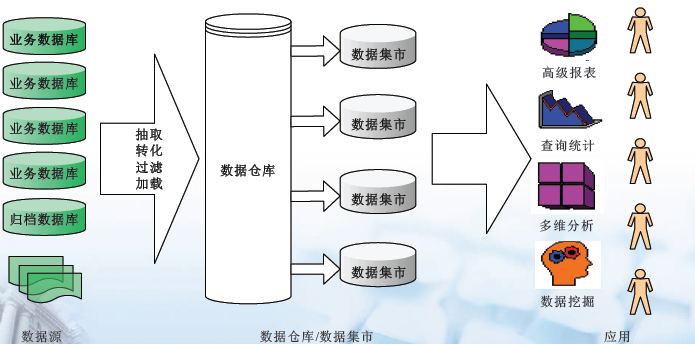 业务数据库
业务数据库
业务数据库
业务数据库
归档数据库
数据源
抽取
转化
过滤
加载
数据仓库
数据集市
数据集市
数据集市
数据集市
数据仓库/数据集市
高级报表
查询统计
多维分析
数据挖掘
应用